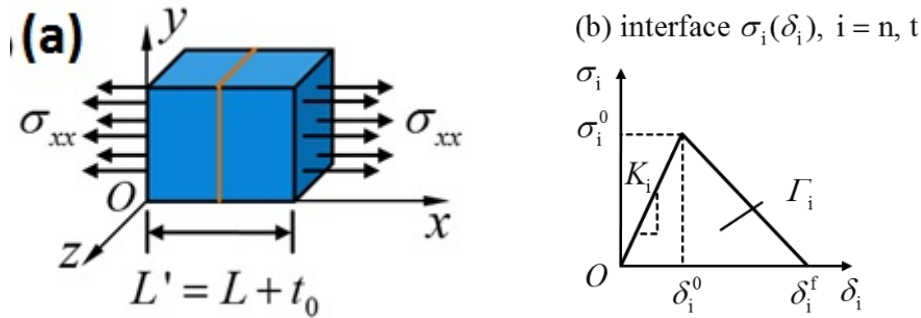 (a)
y
σxx
σxx
O
x
z
L' = L + t₀
(b) interface σᵢ(δᵢ), i = n, t
σᵢ
σᵢ⁰
Kᵢ
Γᵢ
O
δᵢ⁰
δᵢᶠ
δᵢ